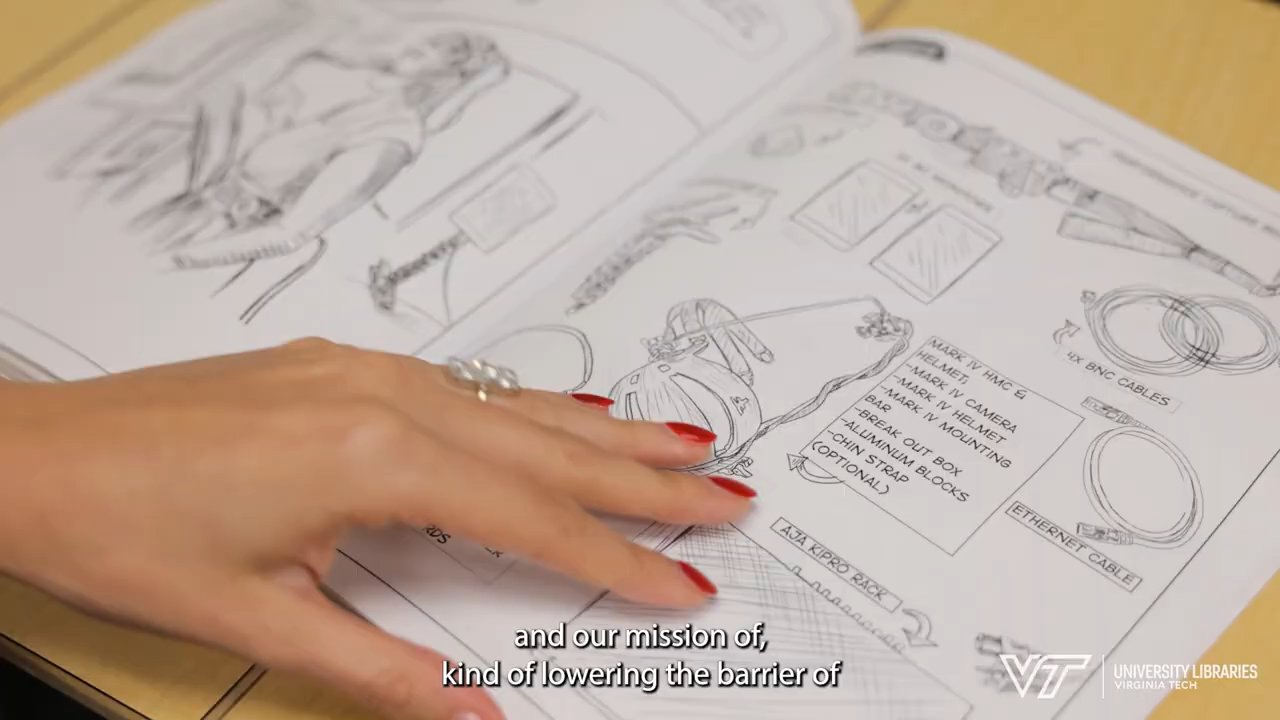 4X BNC CABLES
MARK IV HMC &
HELMET,
-MARK IV CAMERA
-MARK IV HELMET
-MARK IV MOUNTING
BAR
-BREAK OUT BOX
-ALUMINUM BLOCKS
-CHIN STRAP
(OPTIONAL)
ETHERNET CABLE
AJA KIPRO RACK
and our mission of,
kind of lowering the barrier of
VT
UNIVERSITY LIBRARIES
VIRGINIA TECH